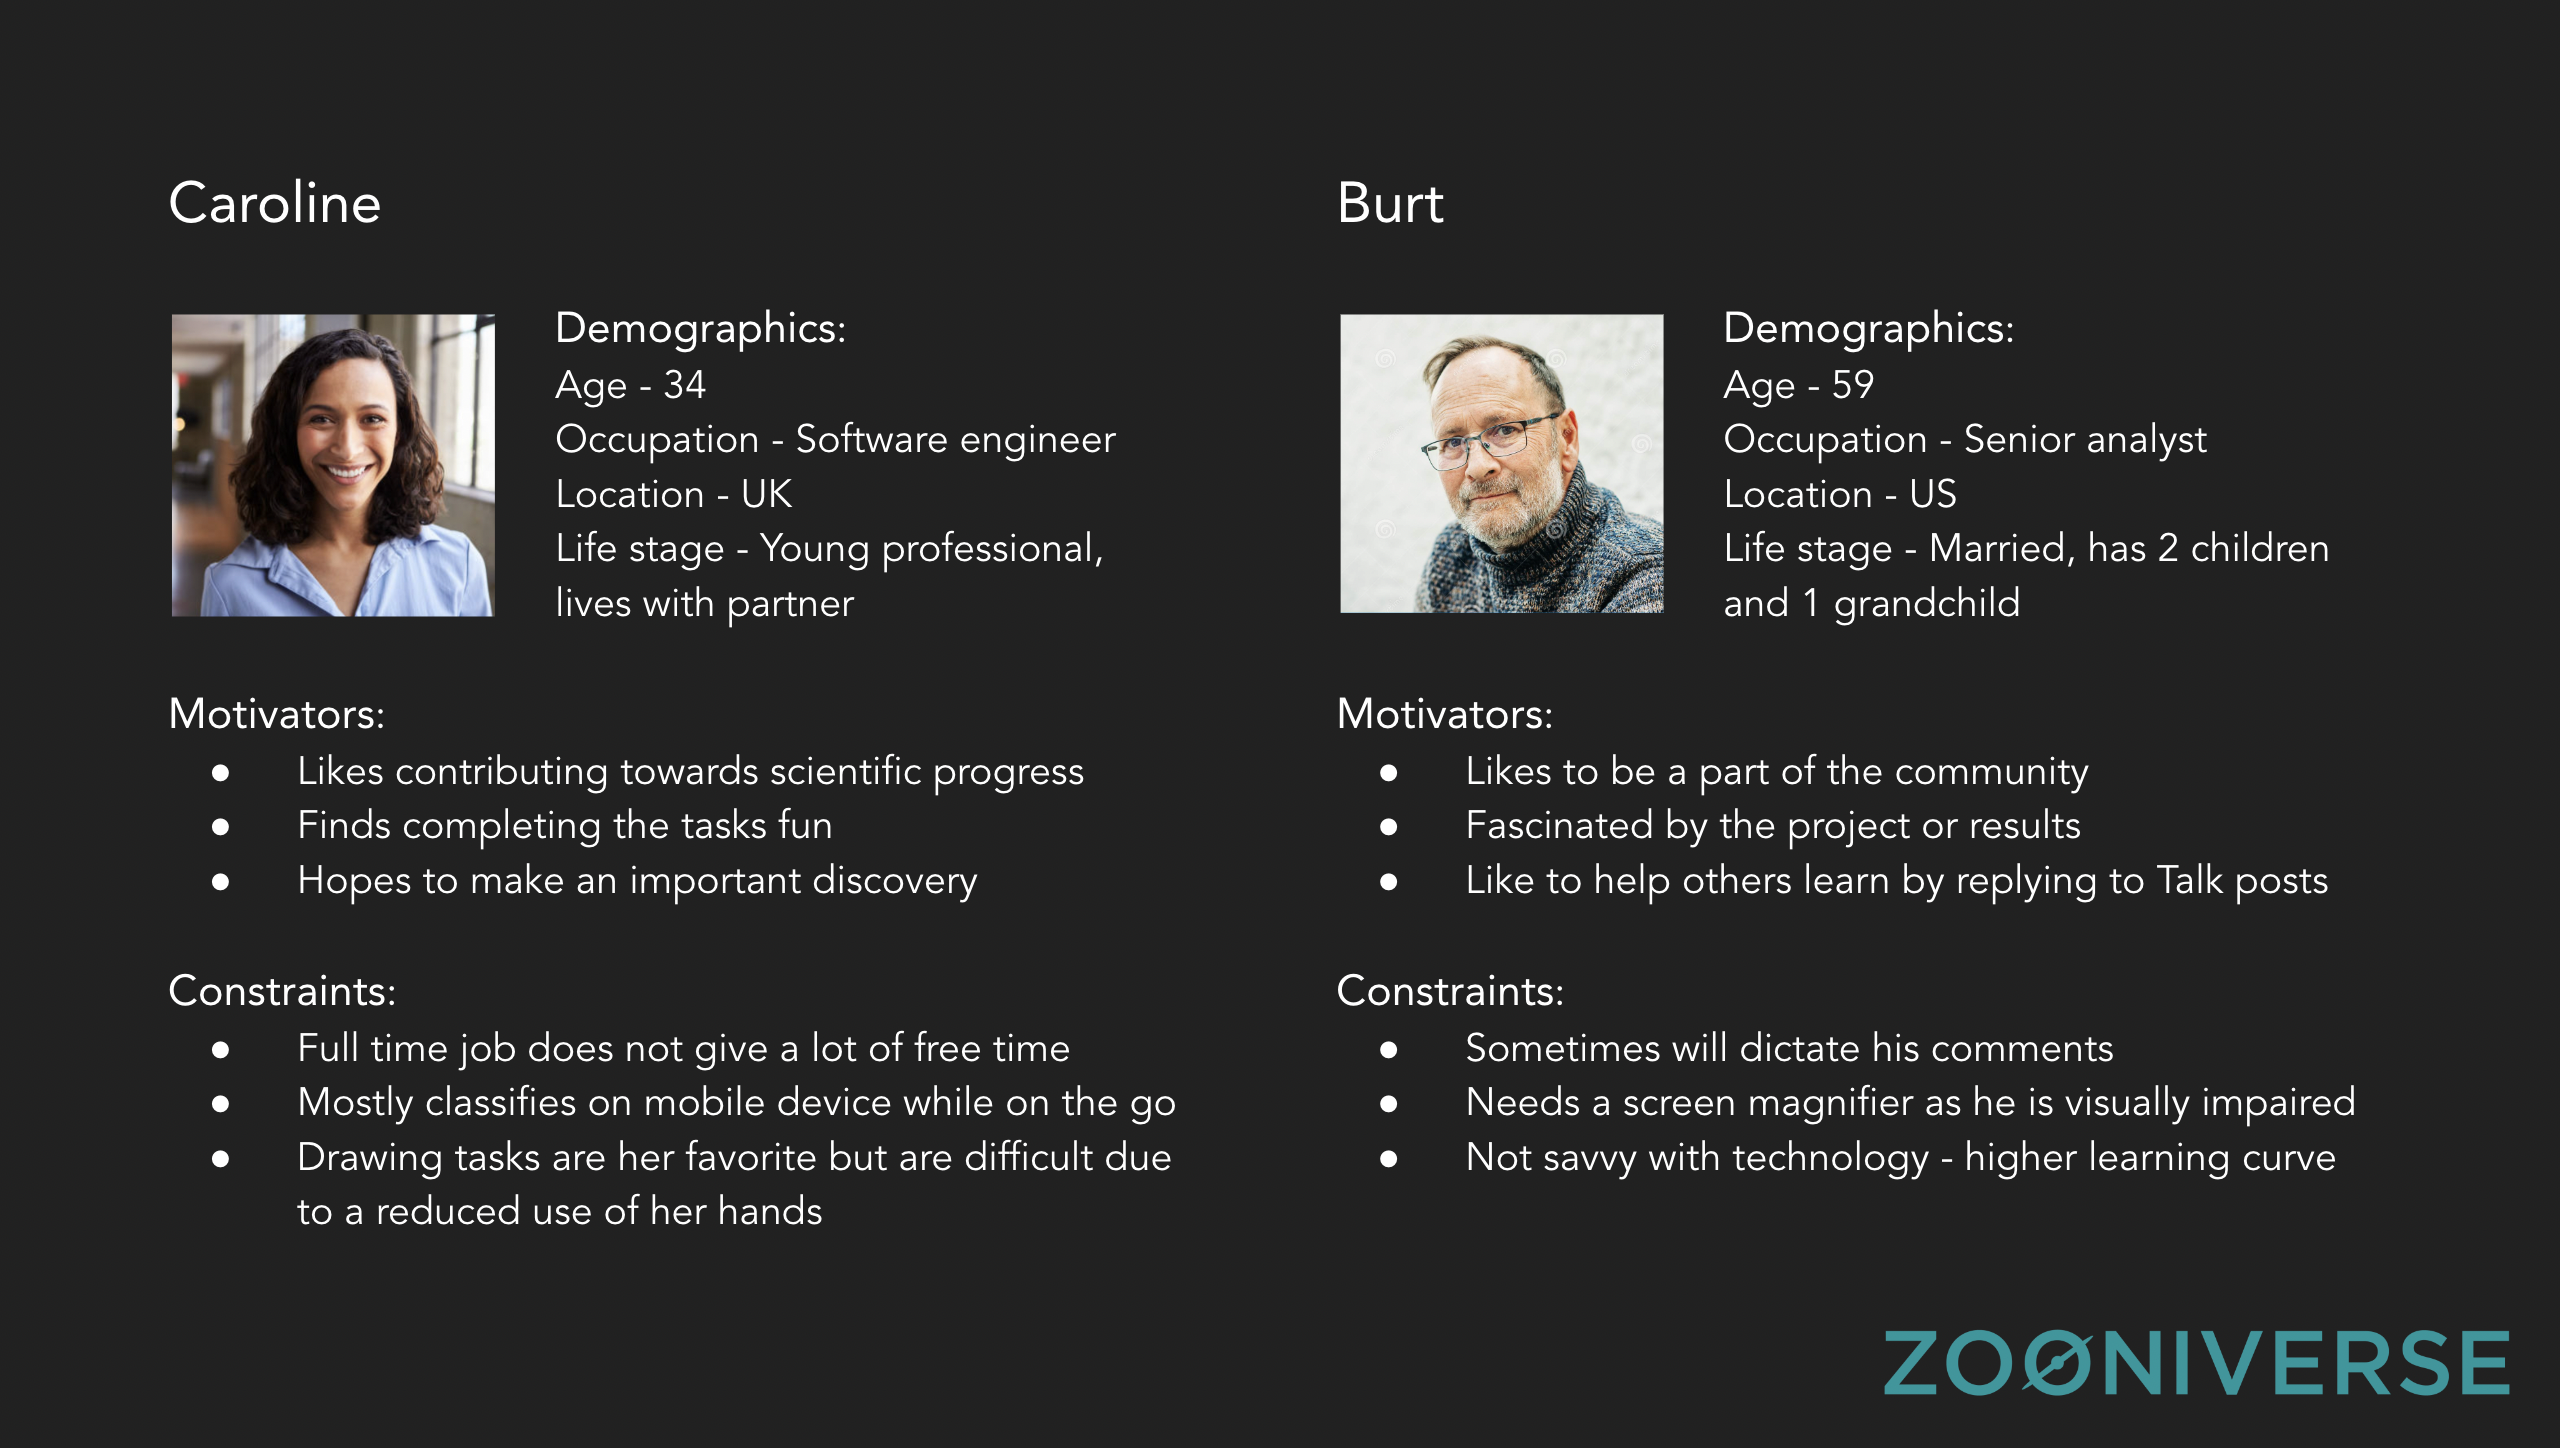 Caroline
Demographics:
Age - 34
Occupation - Software engineer
Location - UK
Life stage - Young professional,
lives with partner
Motivators:
● Likes contributing towards scientific progress
● Finds completing the tasks fun
● Hopes to make an important discovery
Constraints:
● Full time job does not give a lot of free time
● Mostly classifies on mobile device while on the go
● Drawing tasks are her favorite but are difficult due
to a reduced use of her hands
Burt
Demographics:
Age - 59
Occupation - Senior analyst
Location - US
Life stage - Married, has 2 children
and 1 grandchild
Motivators:
● Likes to be a part of the community
● Fascinated by the project or results
● Like to help others learn by replying to Talk posts
Constraints:
● Sometimes will dictate his comments
● Needs a screen magnifier as he is visually impaired
● Not savvy with technology - higher learning curve
ZOONIVERSE